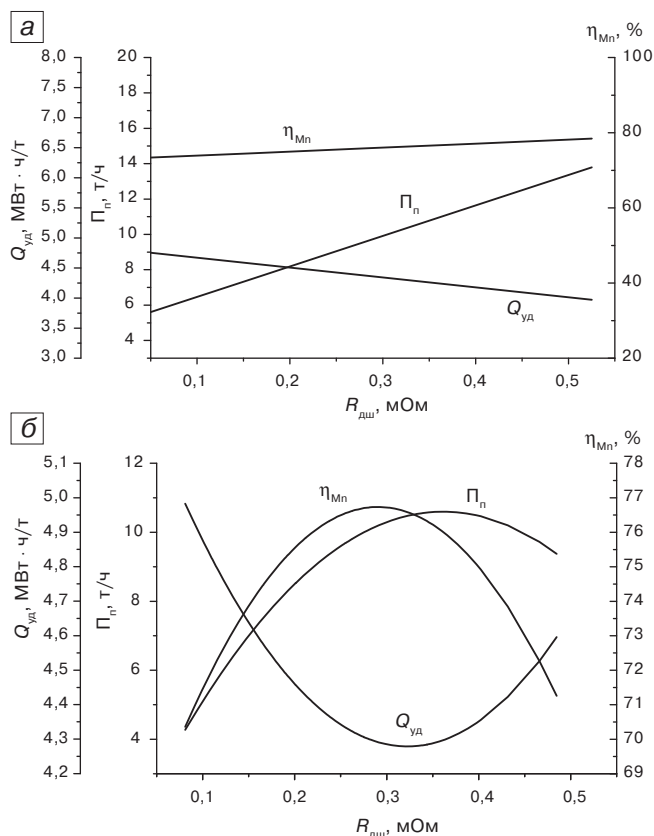 а
Q_уд, МВт · ч/т
8,0
7,5
7,0
6,5
6,0
5,5
5,0
4,5
4,0
3,5
3,0
П_п, т/ч
20
18
16
14
12
10
8
6
4
η_Mn, %
100
80
60
40
20
η_Mn
П_п
Q_уд
0,1 0,2 0,3 0,4 0,5
R_дш, мОм
б
Q_уд, МВт · ч/т
5,1
5,0
4,9
4,8
4,7
4,6
4,5
4,4
4,3
4,2
П_п, т/ч
12
10
8
6
4
η_Mn, %
78
77
76
75
74
73
72
71
70
69
η_Mn
П_п
Q_уд
0,1 0,2 0,3 0,4 0,5
R_дш, мОм